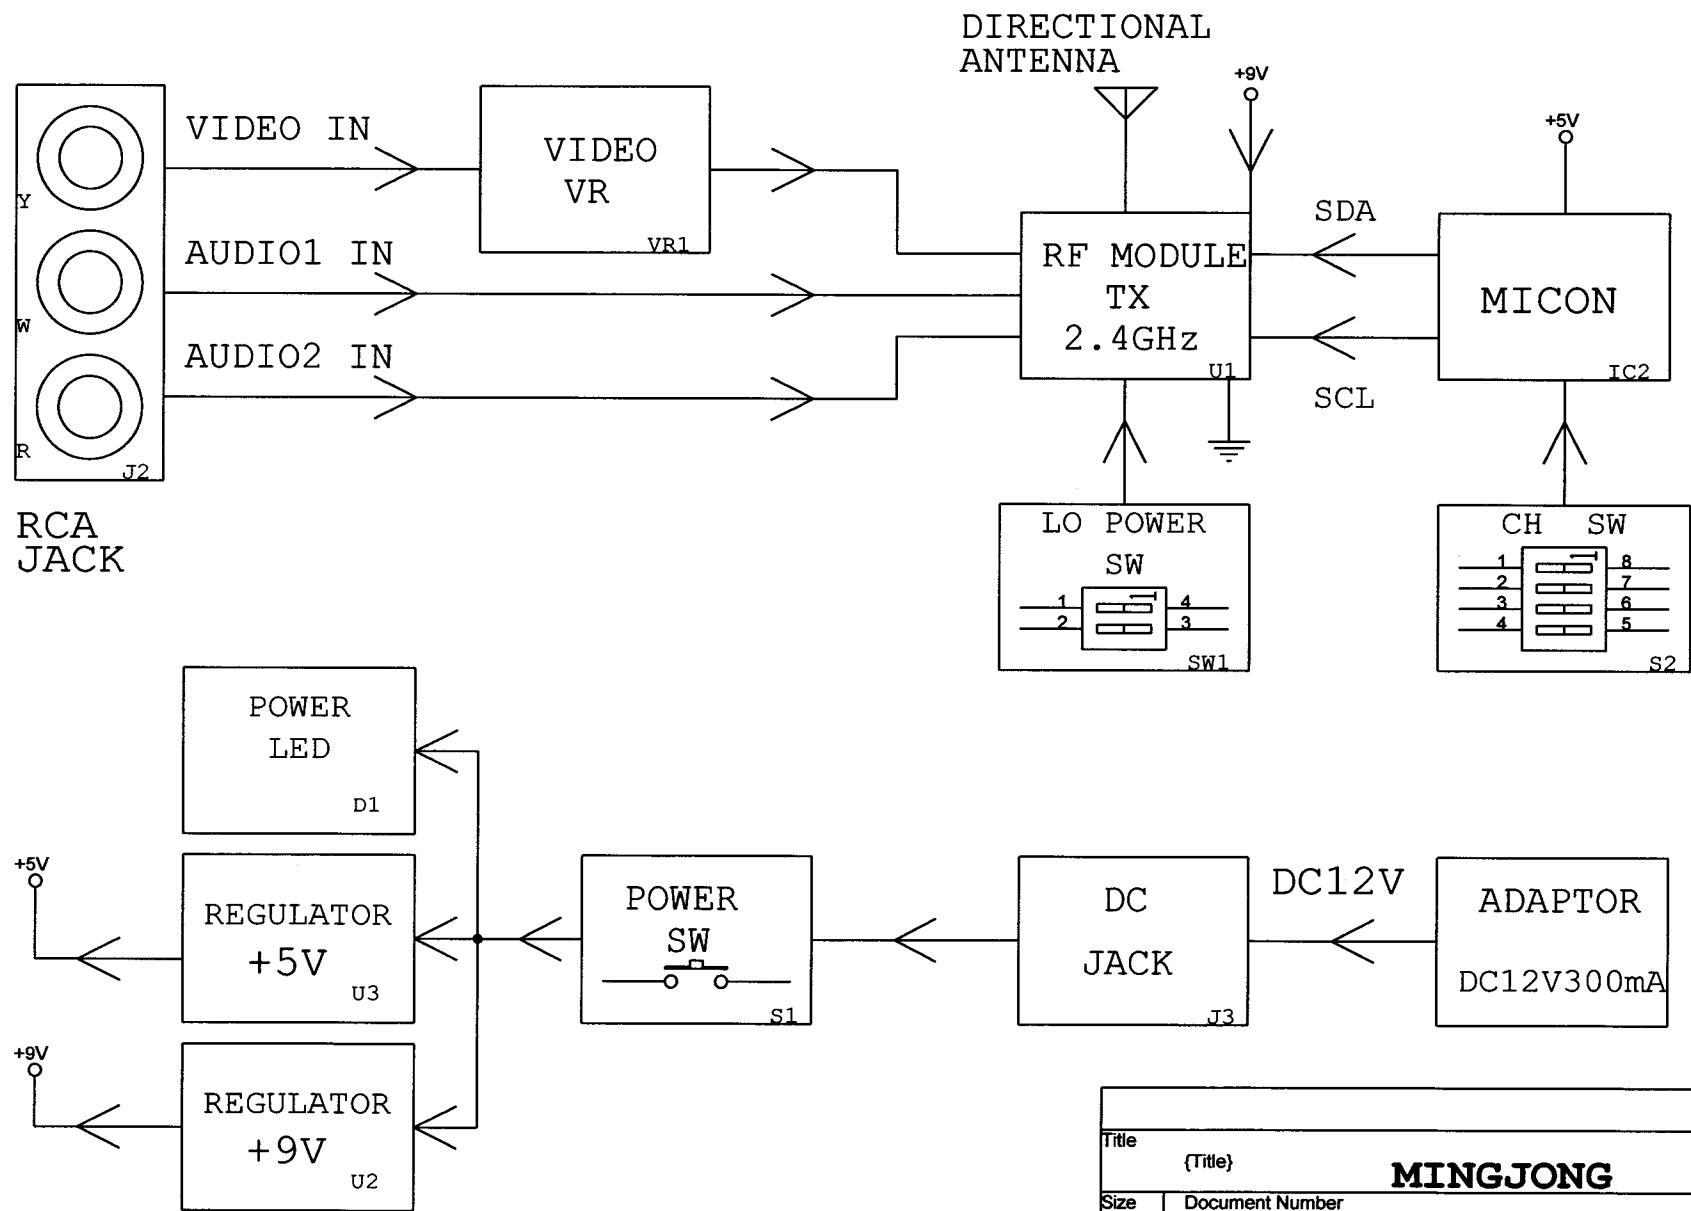 DIRECTIONAL
ANTENNA
+9V
+5V
VIDEO IN
VIDEO
VR
VR1
Y
AUDIO1 IN
W
AUDIO2 IN
R
J2
RCA
JACK
RF MODULE
TX
2.4GHz
U1
SDA
SCL
MICON
IC2
LO POWER
SW
1
2
4
3
SW1
CH SW
1
2
3
4
8
7
6
5
S2
POWER
LED
D1
+5V
REGULATOR
+5V
U3
POWER
SW
S1
DC
JACK
J3
DC12V
ADAPTOR
DC12V300mA
+9V
REGULATOR
+9V
U2
Title
{Title}
MINGJONG
Size
Document Number